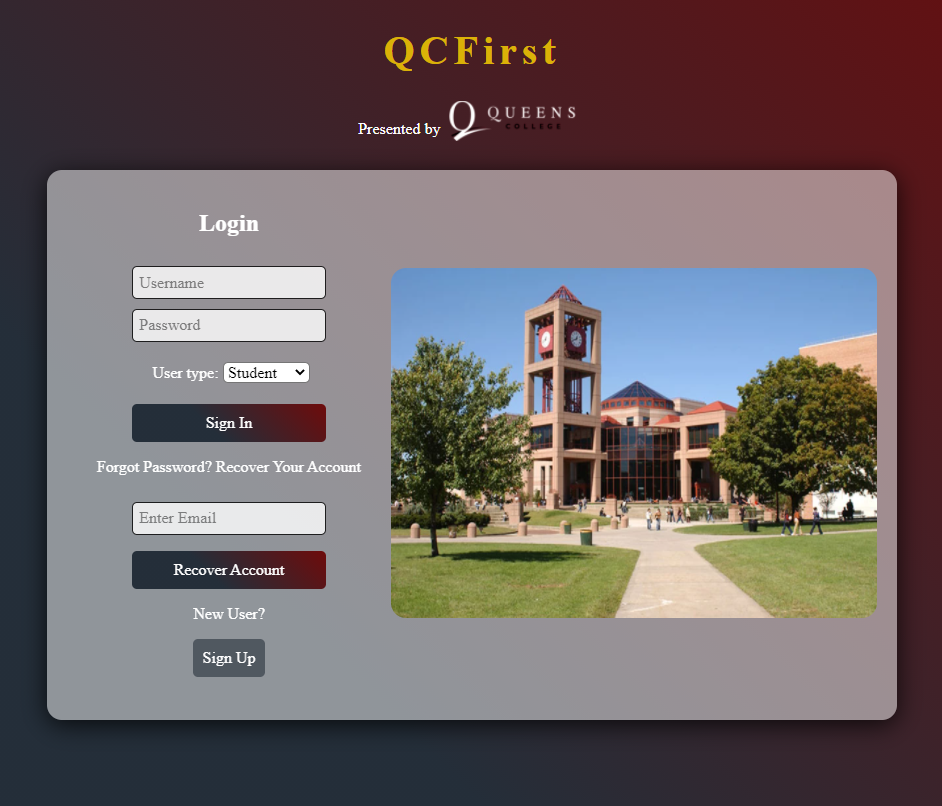 QCFirst
Presented by
QUEENS
COLLEGE
Login
Username
Password
User type: Student
Sign In
Forgot Password? Recover Your Account
Enter Email
Recover Account
New User?
Sign Up